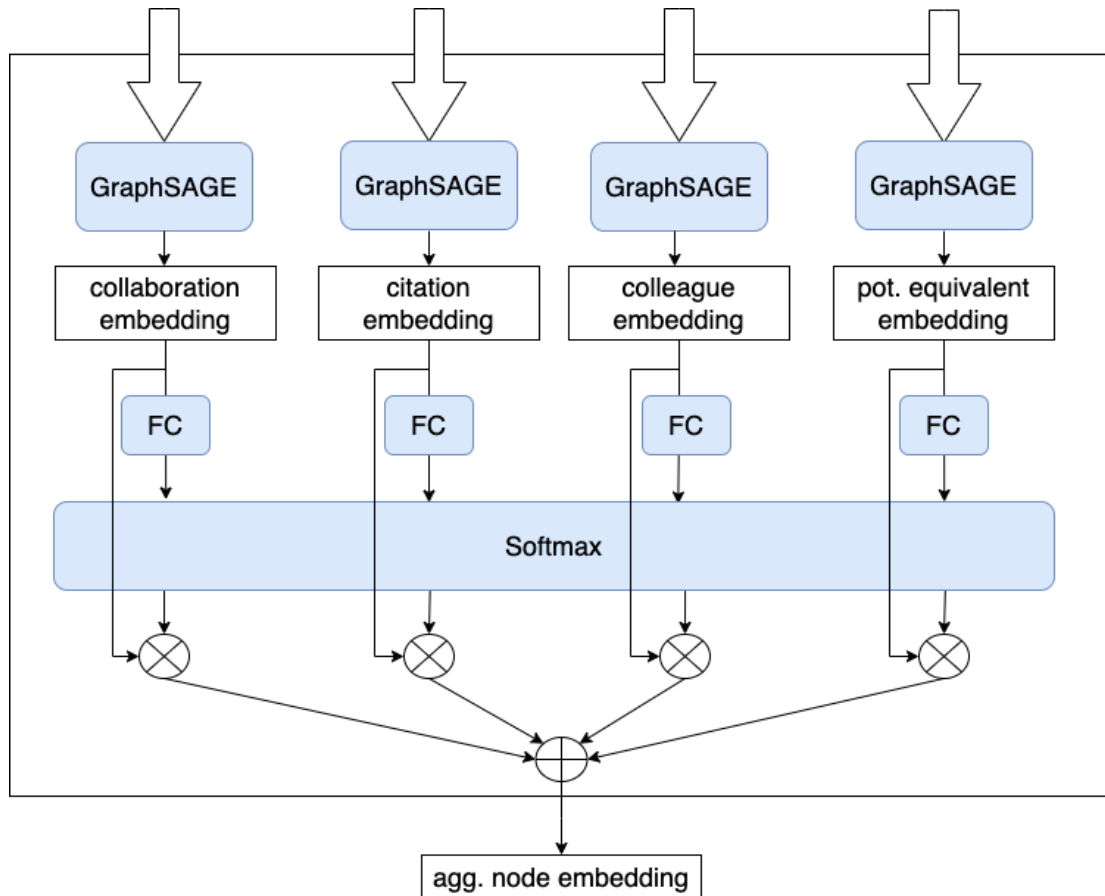 GraphSAGE
GraphSAGE
GraphSAGE
GraphSAGE
collaboration
embedding
citation
embedding
colleague
embedding
pot. equivalent
embedding
FC
FC
FC
FC
Softmax
agg. node embedding